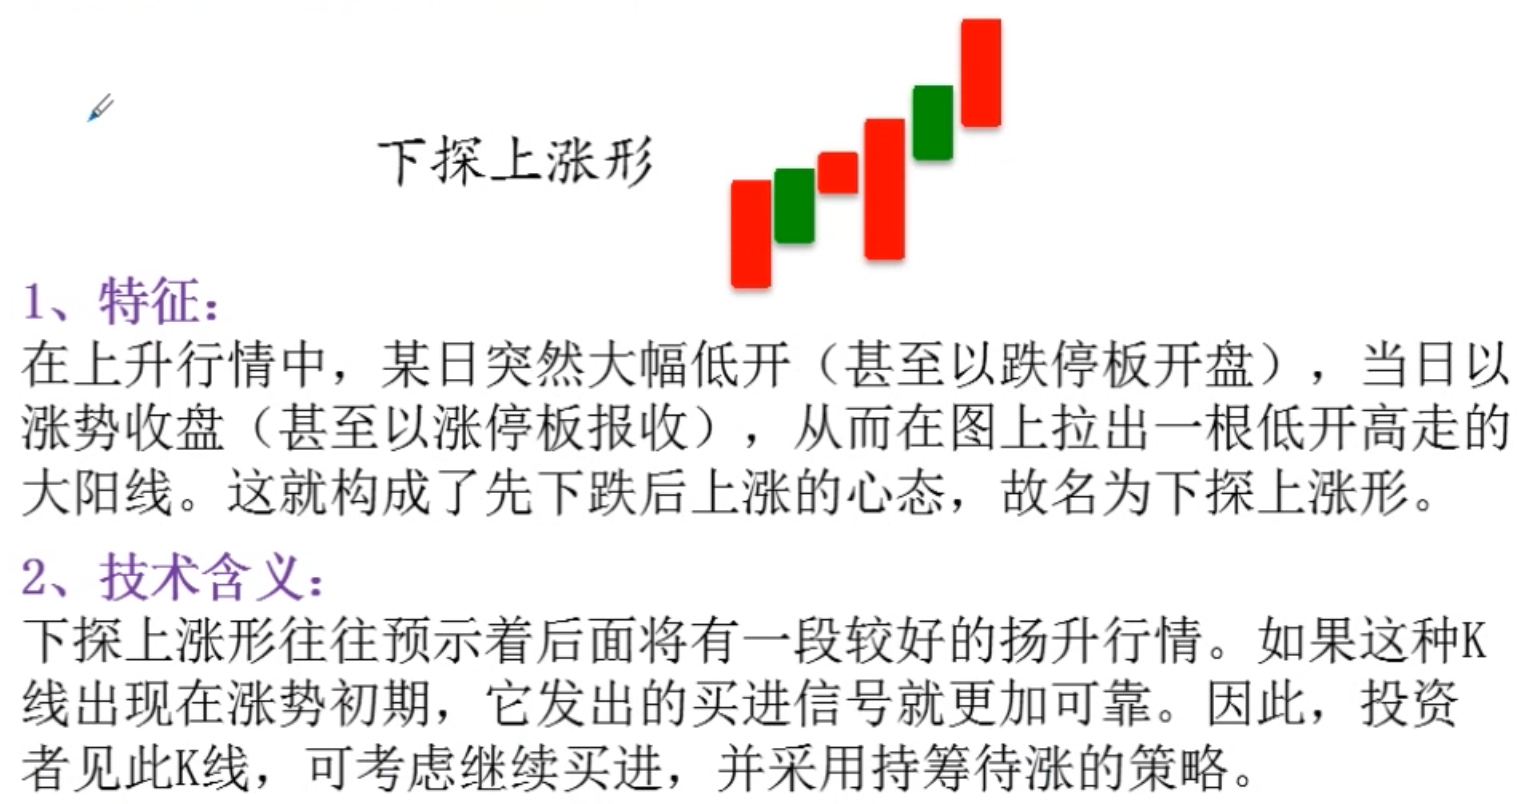 下探上涨形
1、特征：
在上升行情中，某日突然大幅低开（甚至以跌停板开盘），当日以
涨势收盘（甚至以涨停板报收），从而在图上拉出一根低开高走的
大阳线。这就构成了先下跌后上涨的心态，故名为下探上涨形。
2、技术含义：
下探上涨形往往预示着后面将有一段较好的扬升行情。如果这种K
线出现在涨势初期，它发出的买进信号就更加可靠。因此，投资
者见此K线，可考虑继续买进，并采用持筹待涨的策略。